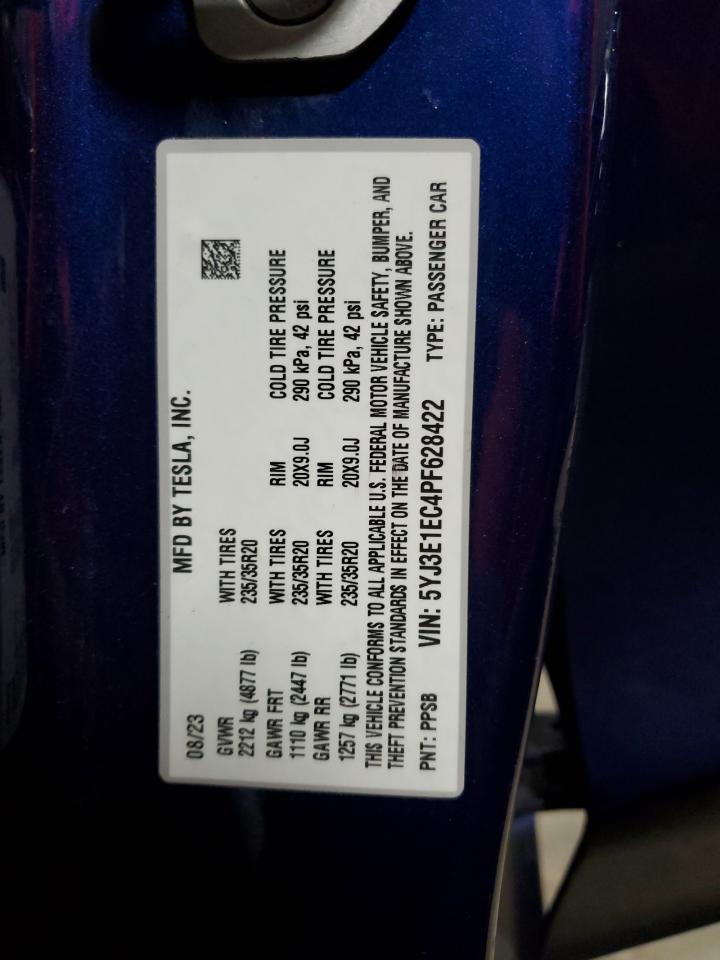 MFD BY TESLA, INC.
08/23
GVWR WITH TIRES
2212 kg (4877 lb) 235/35R20
GAWR FRT WITH TIRES RIM COLD TIRE PRESSURE
1110 kg (2447 lb) 235/35R20 20X9.0J 290 kPa, 42 psi
GAWR RR WITH TIRES RIM COLD TIRE PRESSURE
1257 kg (2771 lb) 235/35R20 20X9.0J 290 kPa, 42 psi
THIS VEHICLE CONFORMS TO ALL APPLICABLE U.S. FEDERAL MOTOR VEHICLE SAFETY, BUMPER, AND
THEFT PREVENTION STANDARDS IN EFFECT ON THE DATE OF MANUFACTURE SHOWN ABOVE.
PNT: PPSB VIN: 5YJ3E1EC4PF628422 TYPE: PASSENGER CAR